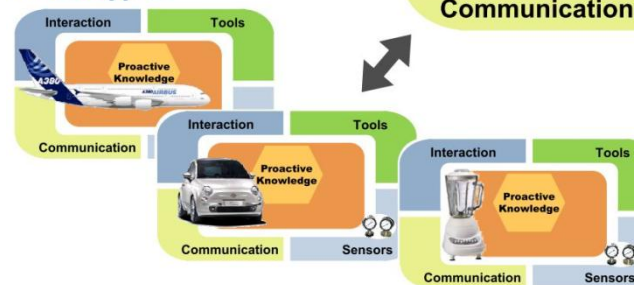 Communication
Interaction
Tools
Proactive
Knowledge
A380
AIRBUS
Communication
Interaction
Tools
Proactive
Knowledge
Communication
Sensors
Interaction
Tools
Proactive
Knowledge
Communication
Sensors